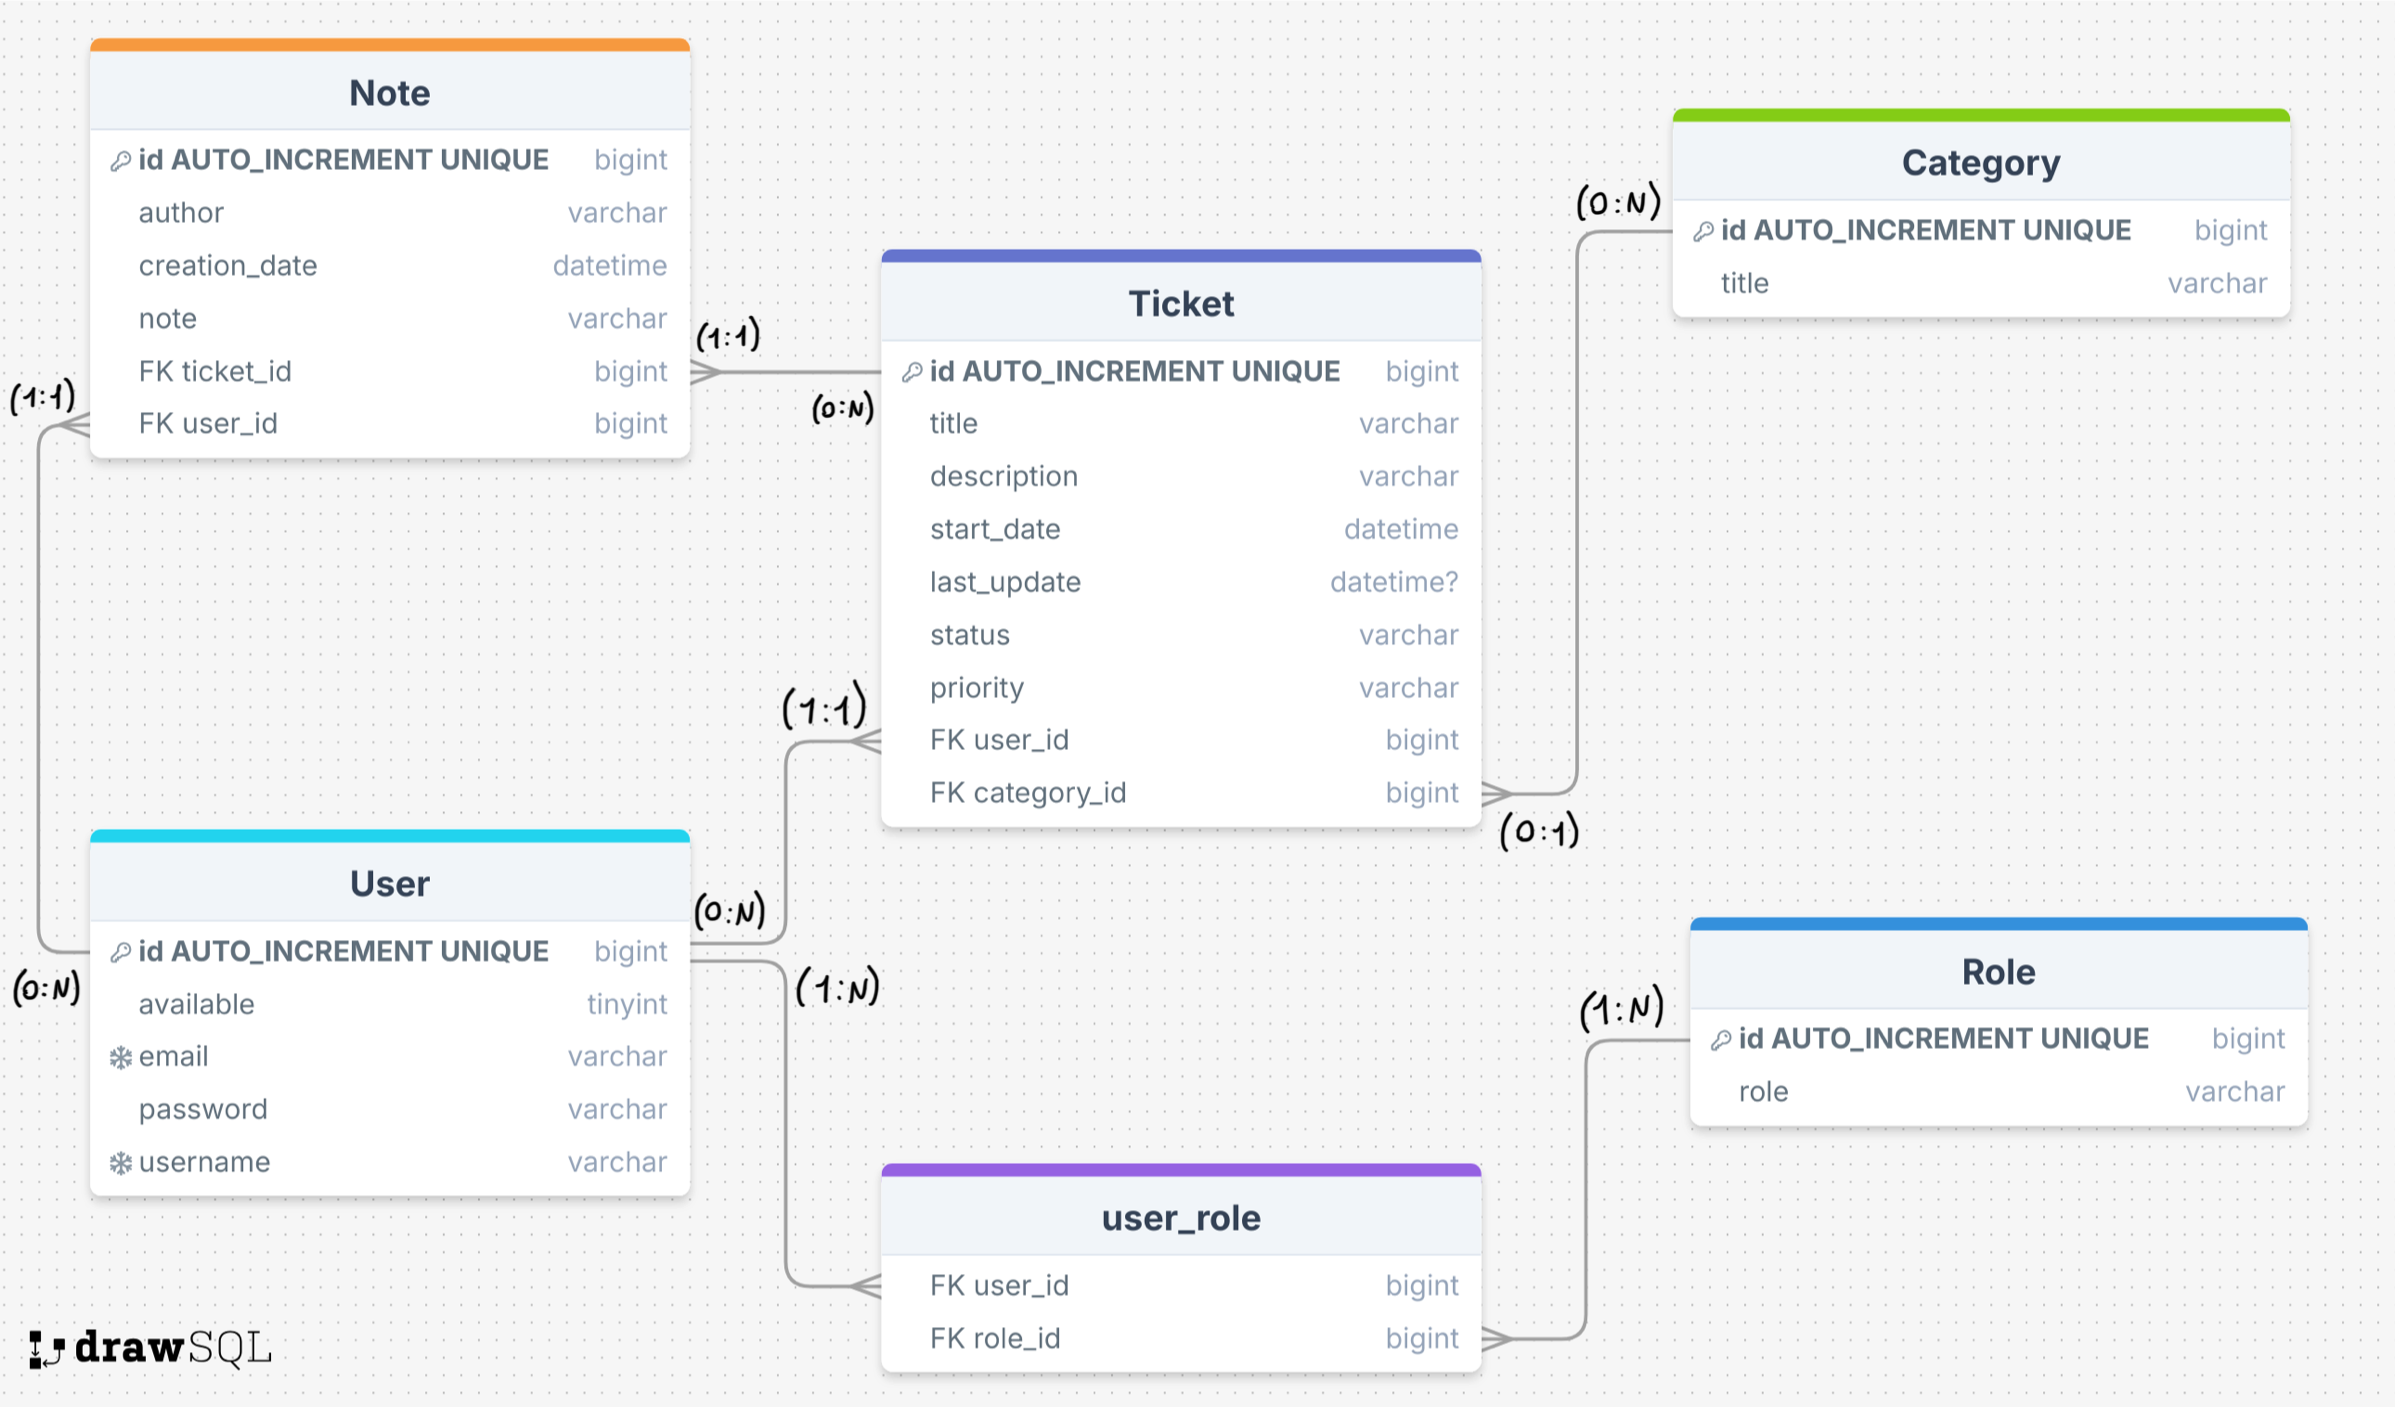 Note
id AUTO_INCREMENT UNIQUE bigint
author varchar
creation_date datetime
note varchar
FK ticket_id bigint
FK user_id bigint
(1:1)
(1:1)
(0:N)
Ticket
id AUTO_INCREMENT UNIQUE bigint
title varchar
description varchar
start_date datetime
last_update datetime?
status varchar
priority varchar
FK user_id bigint
FK category_id bigint
(0:N)
Category
id AUTO_INCREMENT UNIQUE bigint
title varchar
(1:1)
(0:1)
User
id AUTO_INCREMENT UNIQUE bigint
available tinyint
email varchar
password varchar
username varchar
(0:N)
(0:N)
(1:N)
(1:N)
Role
id AUTO_INCREMENT UNIQUE bigint
role varchar
user_role
FK user_id bigint
FK role_id bigint
drawSQL